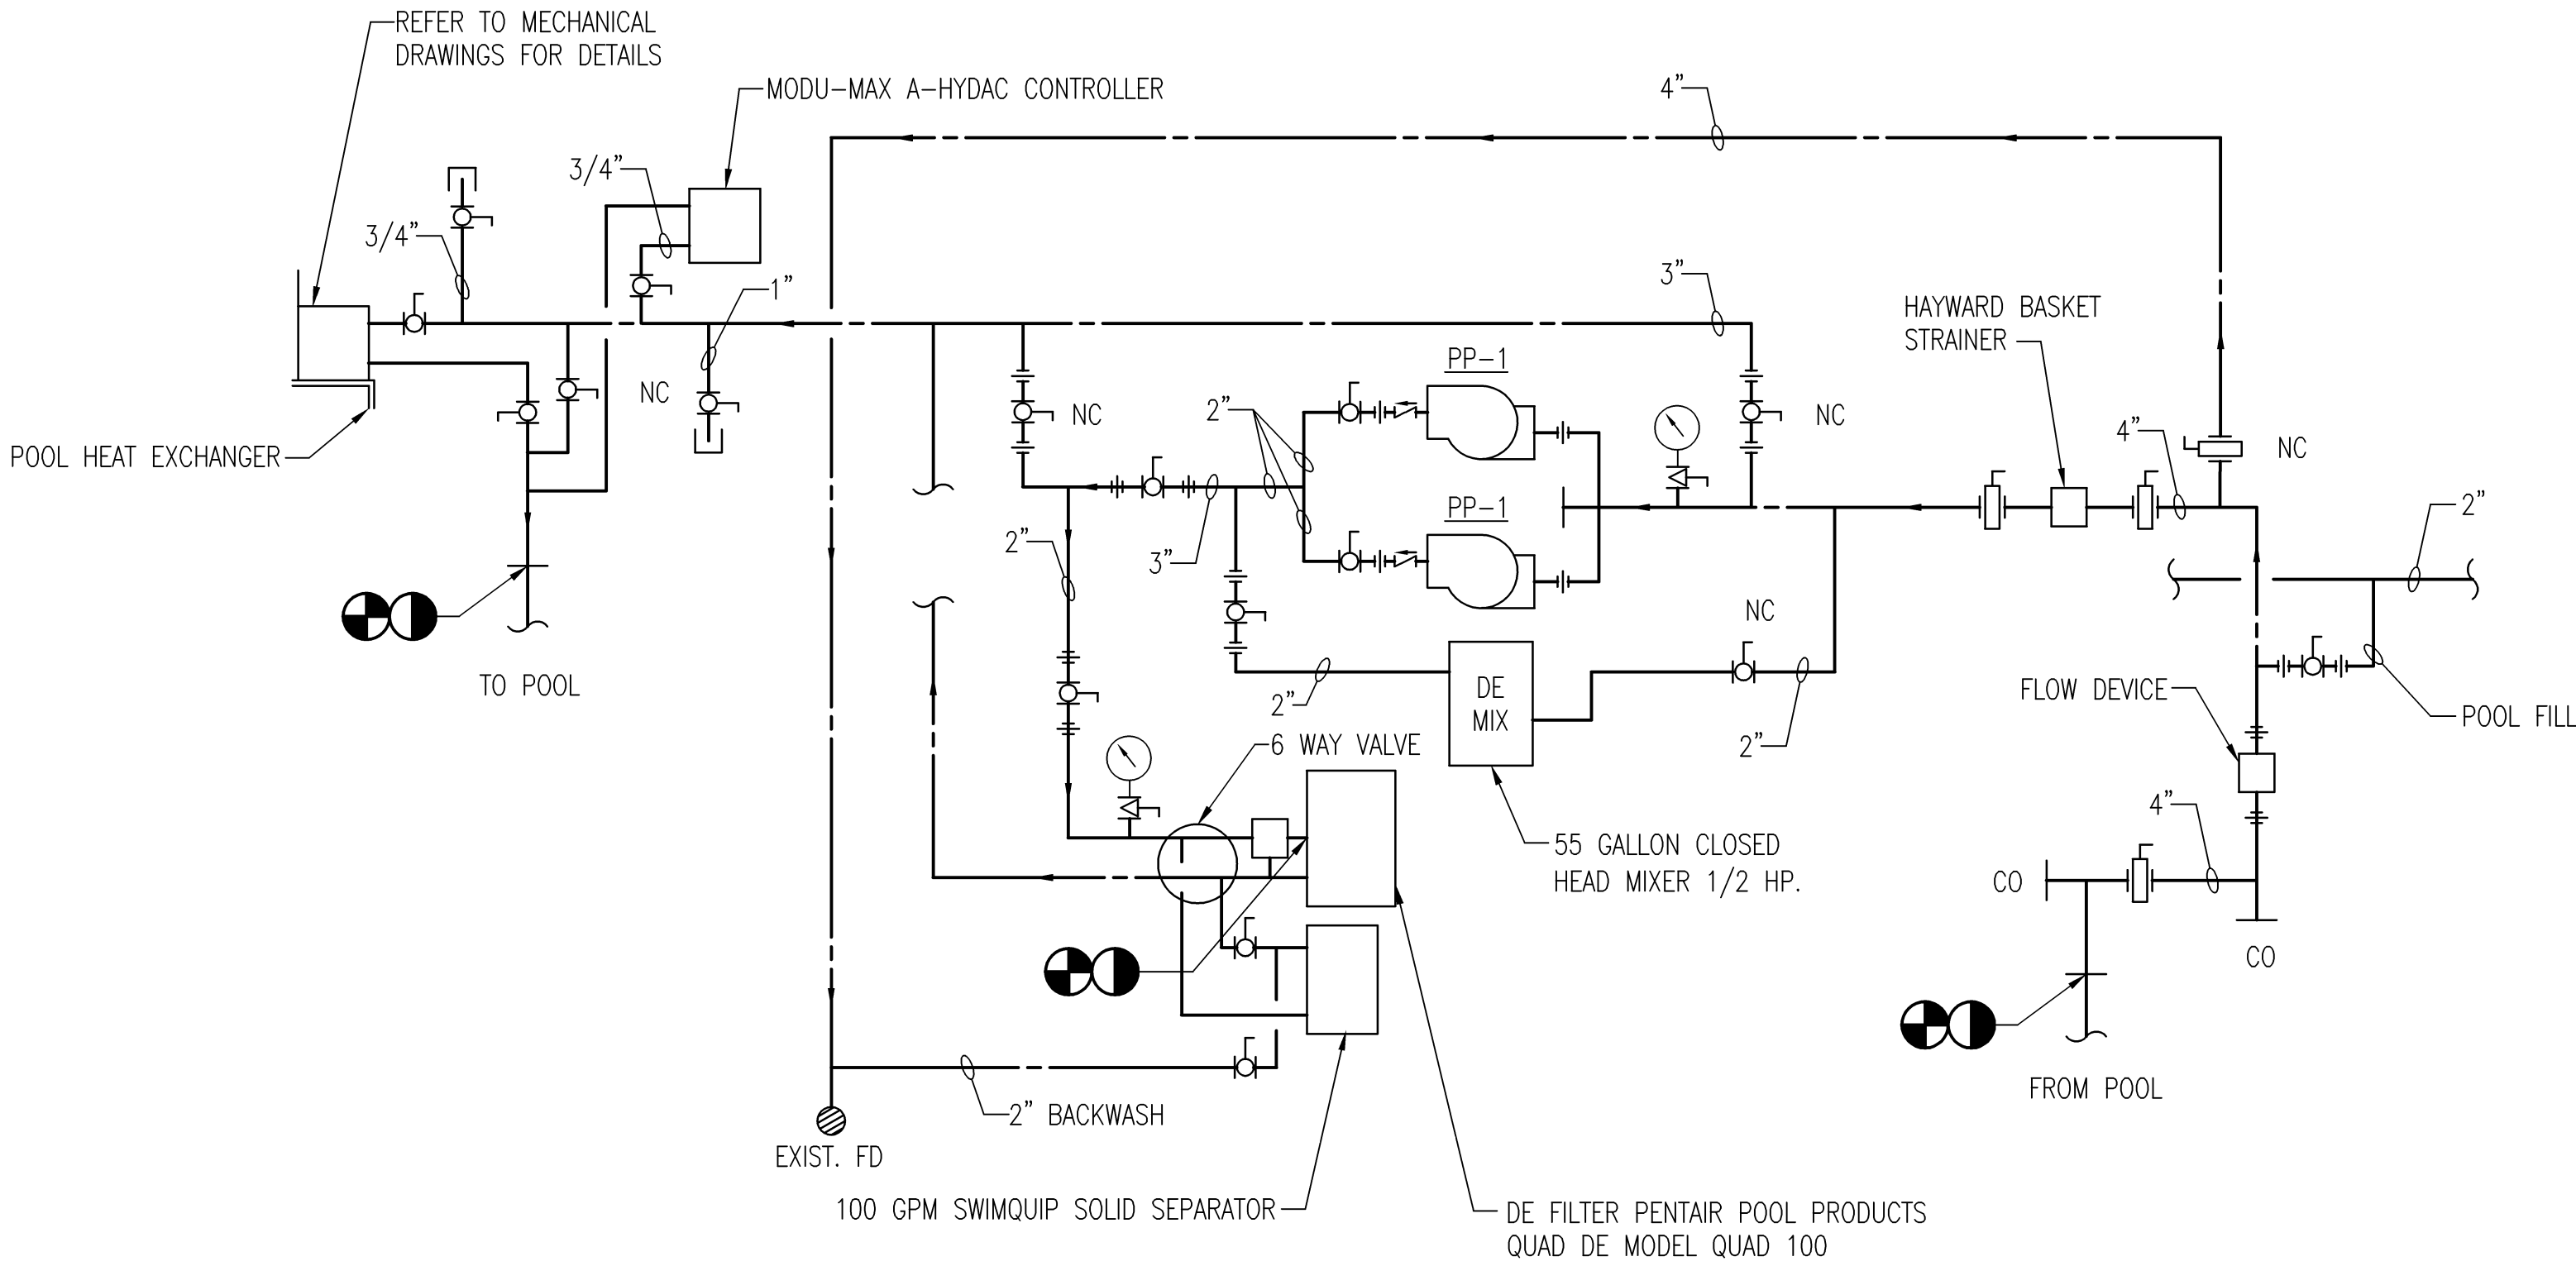 REFER TO MECHANICAL
DRAWINGS FOR DETAILS
MODU-MAX A-HYDAC CONTROLLER
4"
3/4"
3/4"
1"
3"
HAYWARD BASKET
STRAINER
PP-1
2"
NC
NC
NC
4"
NC
POOL HEAT EXCHANGER
PP-1
2"
2"
3"
NC
TO POOL
DE
MIX
2"
FLOW DEVICE
POOL FILL
6 WAY VALVE
2"
4"
55 GALLON CLOSED
HEAD MIXER 1/2 HP.
CO
CO
FROM POOL
2" BACKWASH
EXIST. FD
100 GPM SWIMQUIP SOLID SEPARATOR
DE FILTER PENTAIR POOL PRODUCTS
QUAD DE MODEL QUAD 100